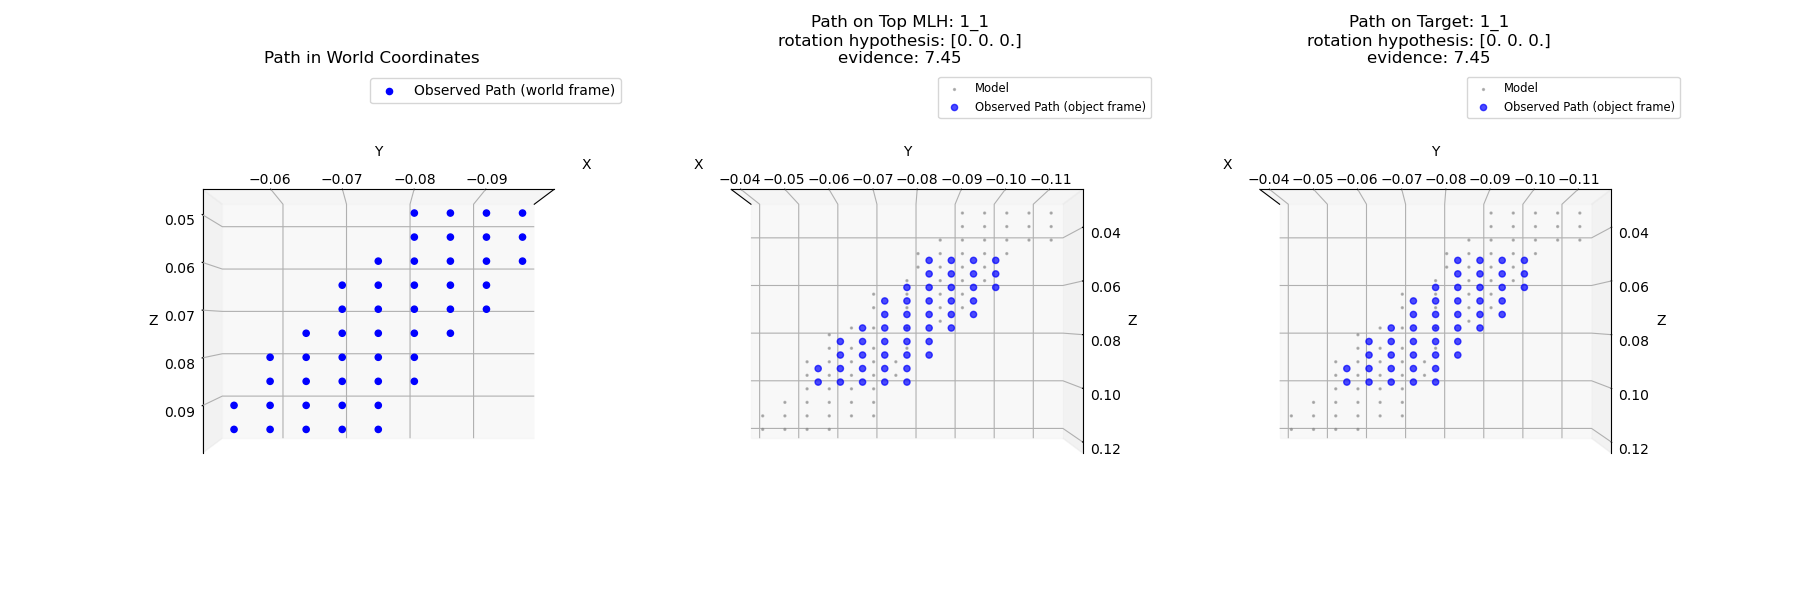 Path in World Coordinates
Observed Path (world frame)
Y
X
−0.06 −0.07 −0.08 −0.09
0.05
0.06
0.07
Z
0.08
0.09
Path on Top MLH: 1_1
rotation hypothesis: [0. 0. 0.]
evidence: 7.45
Model
Observed Path (object frame)
Y
X
−0.04 −0.05 −0.06 −0.07 −0.08 −0.09 −0.10 −0.11
0.04
0.06
Z
0.08
0.10
0.12
Path on Target: 1_1
rotation hypothesis: [0. 0. 0.]
evidence: 7.45
Model
Observed Path (object frame)
Y
X
−0.04 −0.05 −0.06 −0.07 −0.08 −0.09 −0.10 −0.11
0.04
0.06
Z
0.08
0.10
0.12